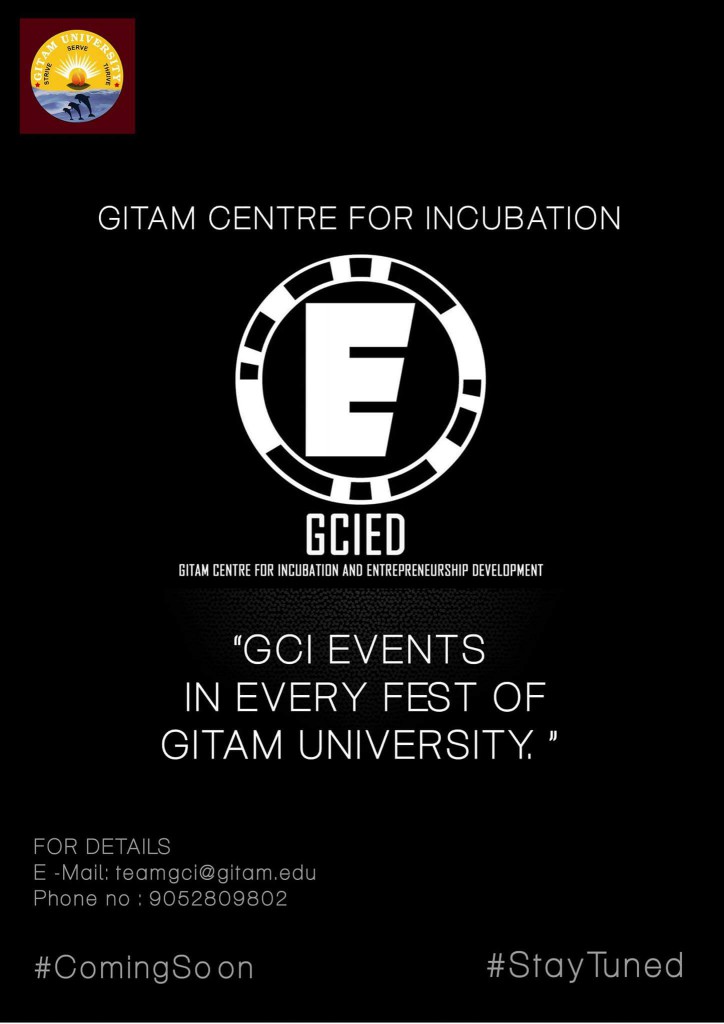 GITAM UNIVERSITY
STRIVE
SERVE
THRIVE
GITAM CENTRE FOR INCUBATION
E
GCIED
GITAM CENTRE FOR INCUBATION AND ENTREPRENEURSHIP DEVELOPMENT
"GCI EVENTS
IN EVERY FEST OF
GITAM UNIVERSITY. "
FOR DETAILS
E -Mail: teamgci@gitam.edu
Phone no : 9052809802
#ComingSoon
#StayTuned